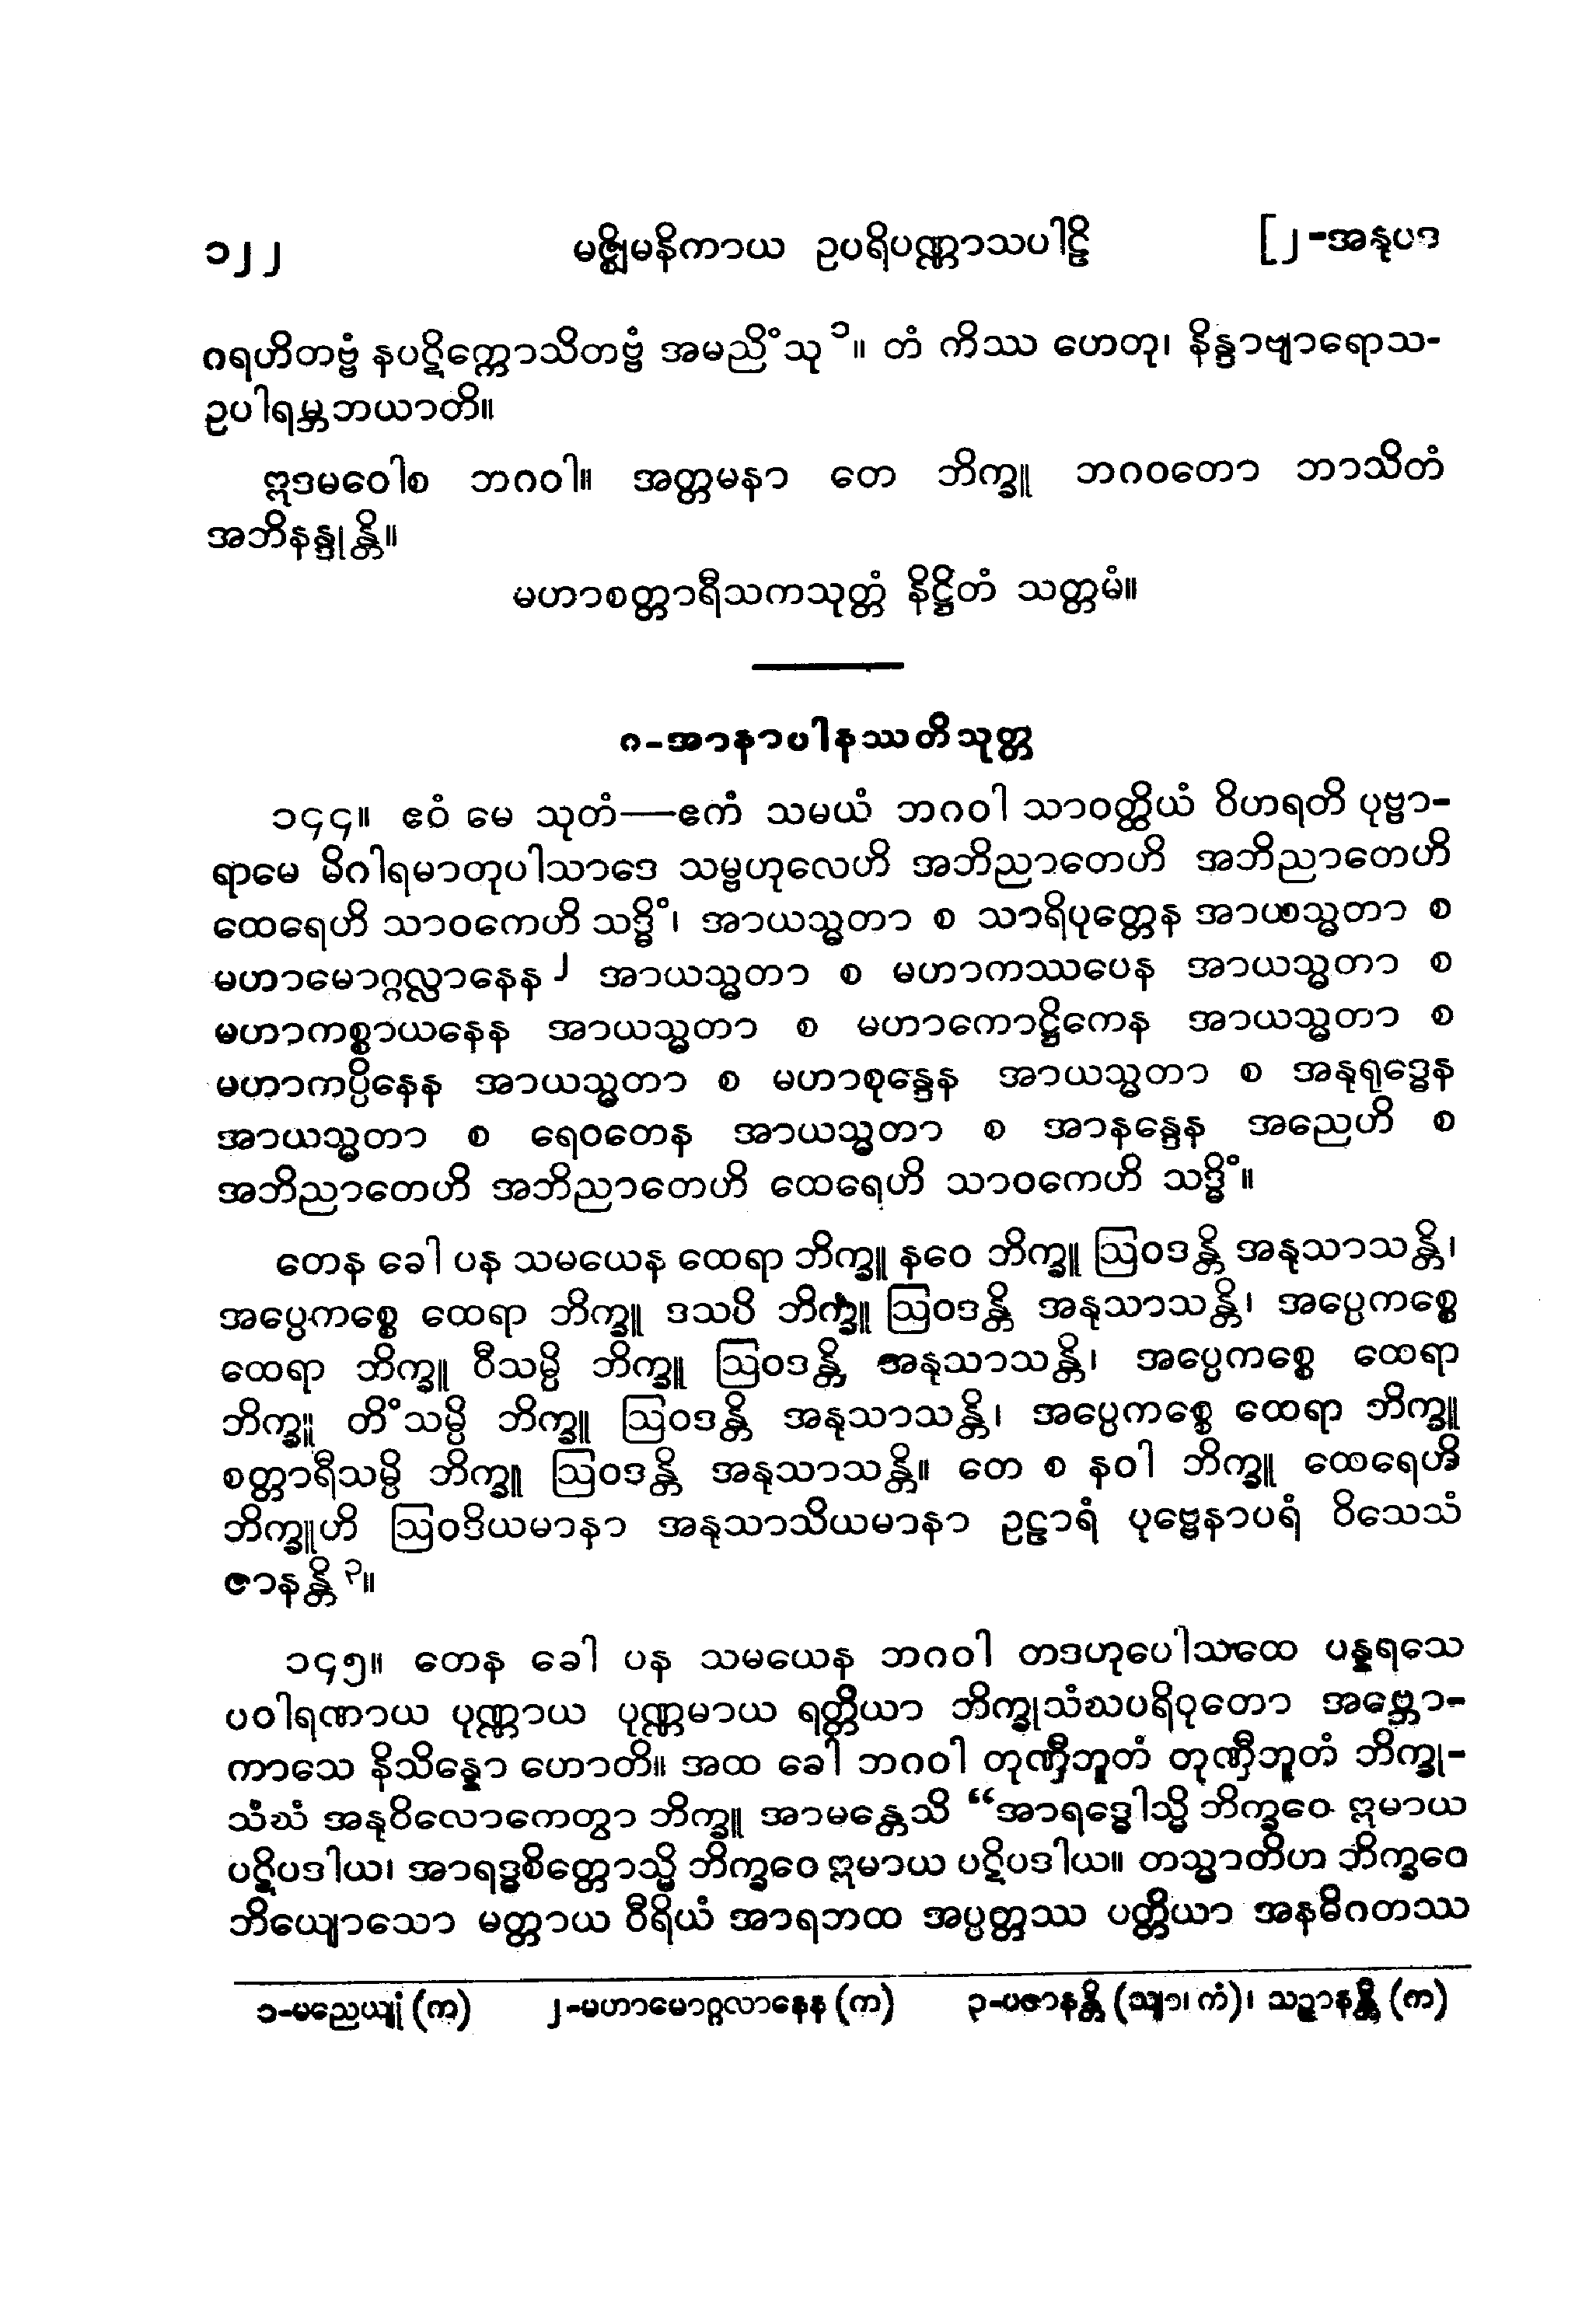 ၁၂၂ မဇ္ဈိမနိကာယ ဥပရိပဏ္ဏာသပါဠိ [၂-အနုပဒ
ဂရဟိတဗ္ဗံ နပဋိက္ကောသိတဗ္ဗံ အမညိံသု ၁။ တံ ကိဿ ဟေတု၊ နိန္ဒာဗျာရောသ-
ဥပါရမ္ဘဘယာတိ။
ဣဒမဝေါစ ဘဂဝါ။ အတ္တမနာ တေ ဘိက္ခူ ဘဂဝတော ဘာသိတံ
အဘိနန္ဒုန္တိ။
မဟာစတ္တာရီသကသုတ္တံ နိဋ္ဌိတံ သတ္တမံ။
ဂ-အာနာပါနဿတိသုတ္တ
၁၄၄။ ဧဝံ မေ သုတံ—ဧကံ သမယံ ဘဂဝါ သာဝတ္ထိယံ ဝိဟရတိ ပုဗ္ဗာ-
ရာမေ မိဂါရမာတုပါသာဒေ သမ္ဗဟုလေဟိ အဘိညာတေဟိ အဘိညာတေဟိ
ထေရေဟိ သာဝကေဟိ သဒ္ဓိံ၊ အာယသ္မတာ စ သာရိပုတ္တေန အာယသ္မတာ စ
မဟာမောဂ္ဂလ္လာနေန ၂ အာယသ္မတာ စ မဟာကဿပေန အာယသ္မတာ စ
မဟာကစ္စာယနေန အာယသ္မတာ စ မဟာကောဋ္ဌိကေန အာယသ္မတာ စ
မဟာကပ္ပိနေန အာယသ္မတာ စ မဟာစုန္ဒေန အာယသ္မတာ စ အနုရုဒ္ဓေန
အာယသ္မတာ စ ရေဝတေန အာယသ္မတာ စ အာနန္ဒေန အညေဟိ စ
အဘိညာတေဟိ အဘိညာတေဟိ ထေရေဟိ သာဝကေဟိ သဒ္ဓိံ။
တေန ခေါ ပန သမယေန ထေရာ ဘိက္ခူ နဝေ ဘိက္ခူ ဩဝဒန္တိ အနုသာသန္တိ၊
အပ္ပေကစ္စေ ထေရာ ဘိက္ခူ ဒသပိ ဘိက္ခူ ဩဝဒန္တိ အနုသာသန္တိ၊ အပ္ပေကစ္စေ
ထေရာ ဘိက္ခူ ဝီသမ္ပိ ဘိက္ခူ ဩဝဒန္တိ အနုသာသန္တိ၊ အပ္ပေကစ္စေ ထေရာ
ဘိက္ခူ တိံသမ္ပိ ဘိက္ခူ ဩဝဒန္တိ အနုသာသန္တိ၊ အပ္ပေကစ္စေ ထေရာ ဘိက္ခူ
စတ္တာရီသမ္ပိ ဘိက္ခူ ဩဝဒန္တိ အနုသာသန္တိ။ တေ စ နဝါ ဘိက္ခူ ထေရေဟိ
ဘိက္ခူဟိ ဩဝဒိယမာနာ အနုသာသိယမာနာ ဥဠာရံ ပုဗ္ဗေနာပရံ ဝိသေသံ
ဇာနန္တိ ၃။
၁၄၅။ တေန ခေါ ပန သမယေန ဘဂဝါ တဒဟုပေါသထေ ပန္နရသေ
ပဝါရဏာယ ပုဏ္ဏာယ ပုဏ္ဏမာယ ရတ္တိယာ ဘိက္ခုသံဃပရိဝုတော အဗ္ဘော-
ကာသေ နိသိန္နော ဟောတိ။ အထ ခေါ ဘဂဝါ တုဏှီဘူတံ တုဏှီဘူတံ ဘိက္ခု-
သံဃံ အနုဝိလောကေတွာ ဘိက္ခူ အာမန္တေသိ “အာရဒ္ဓေါသ္မိ ဘိက္ခဝေ ဣမာယ
ပဋိပဒါယ၊ အာရဒ္ဓစိတ္တောသ္မိ ဘိက္ခဝေ ဣမာယ ပဋိပဒါယ။ တသ္မာတိဟ ဘိက္ခဝေ
ဘိယျောသော မတ္တာယ ဝီရိယံ အာရဘထ အပ္ပတ္တဿ ပတ္တိယာ အနဓိဂတဿ
၁-မညေယျုံ (က) ၂-မဟာမောဂ္ဂလာနေန (က) ၃-ပဇာနန္တိ (သျာ၊ ကံ)၊ သဉ္ဇာနန္တိ (က)